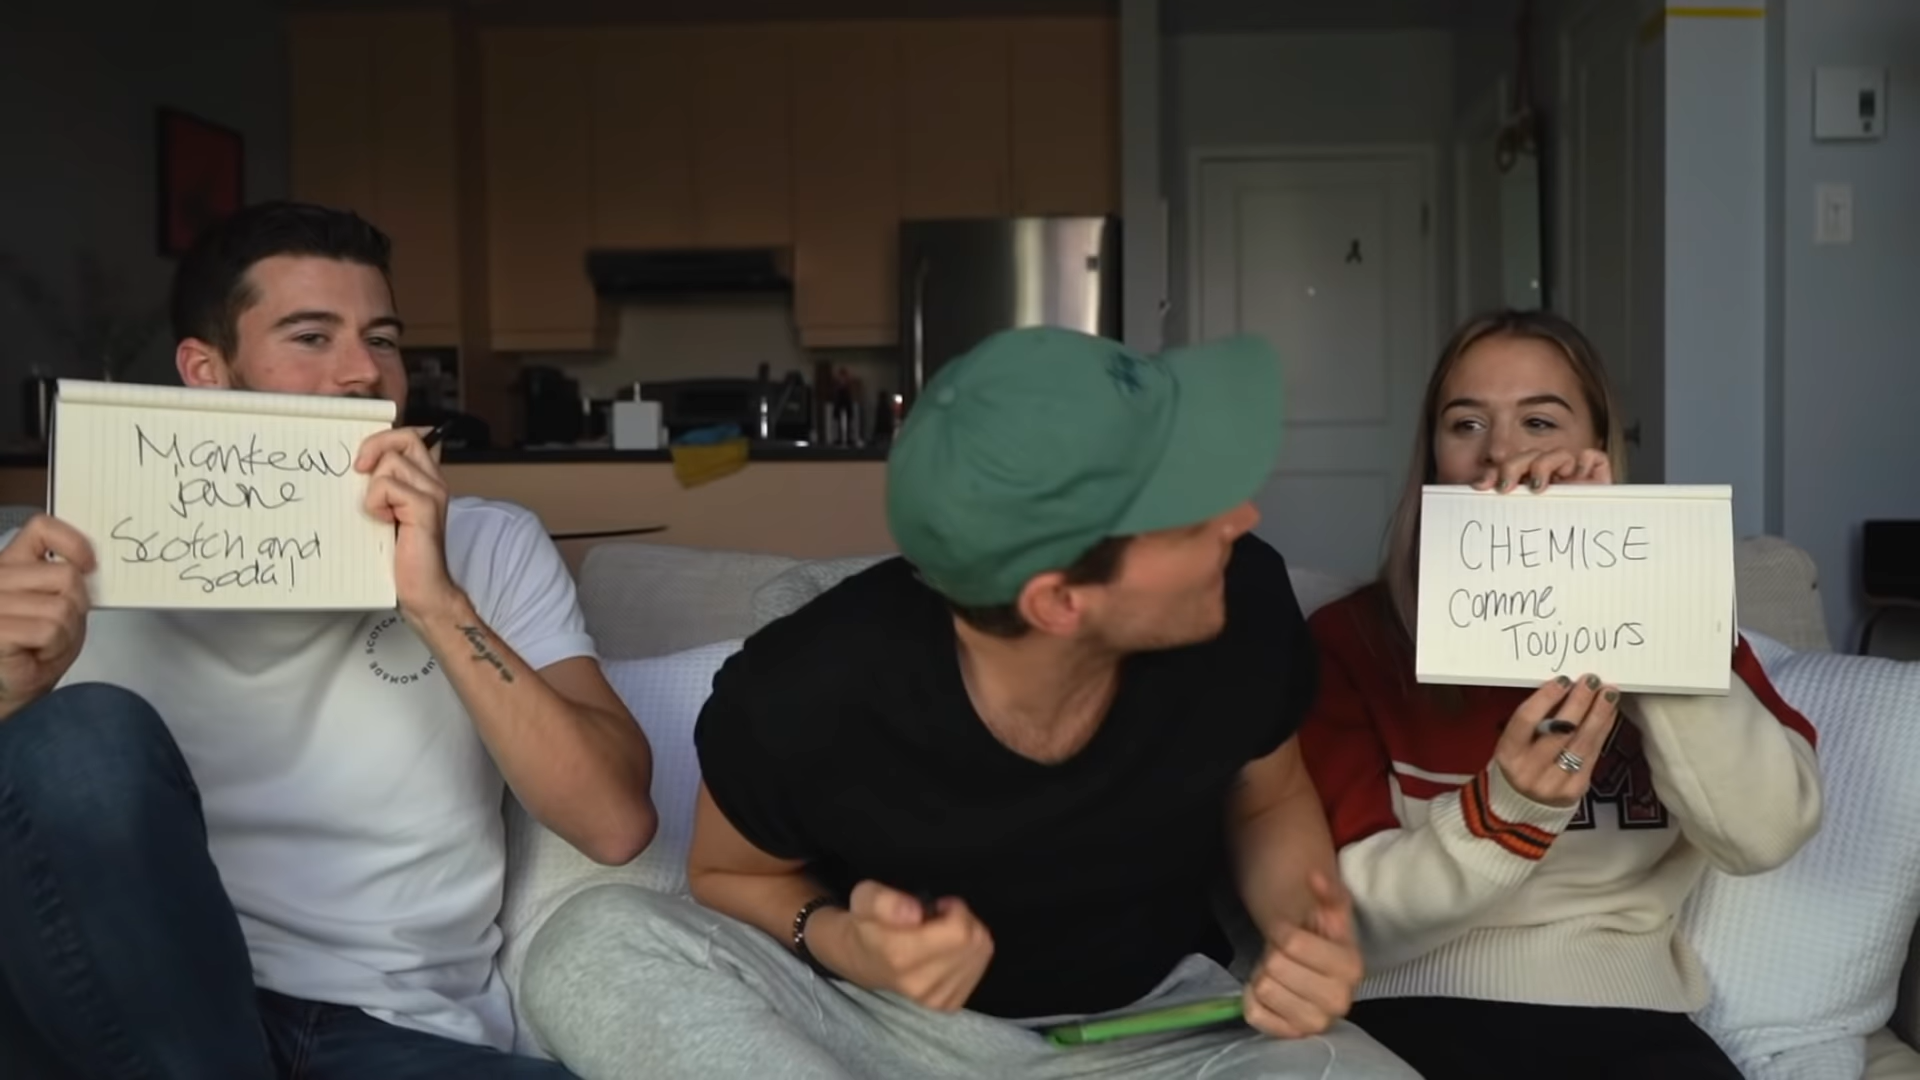 Manteau
jaune
Scotch and
Soda!
CHEMISE
comme
Toujours